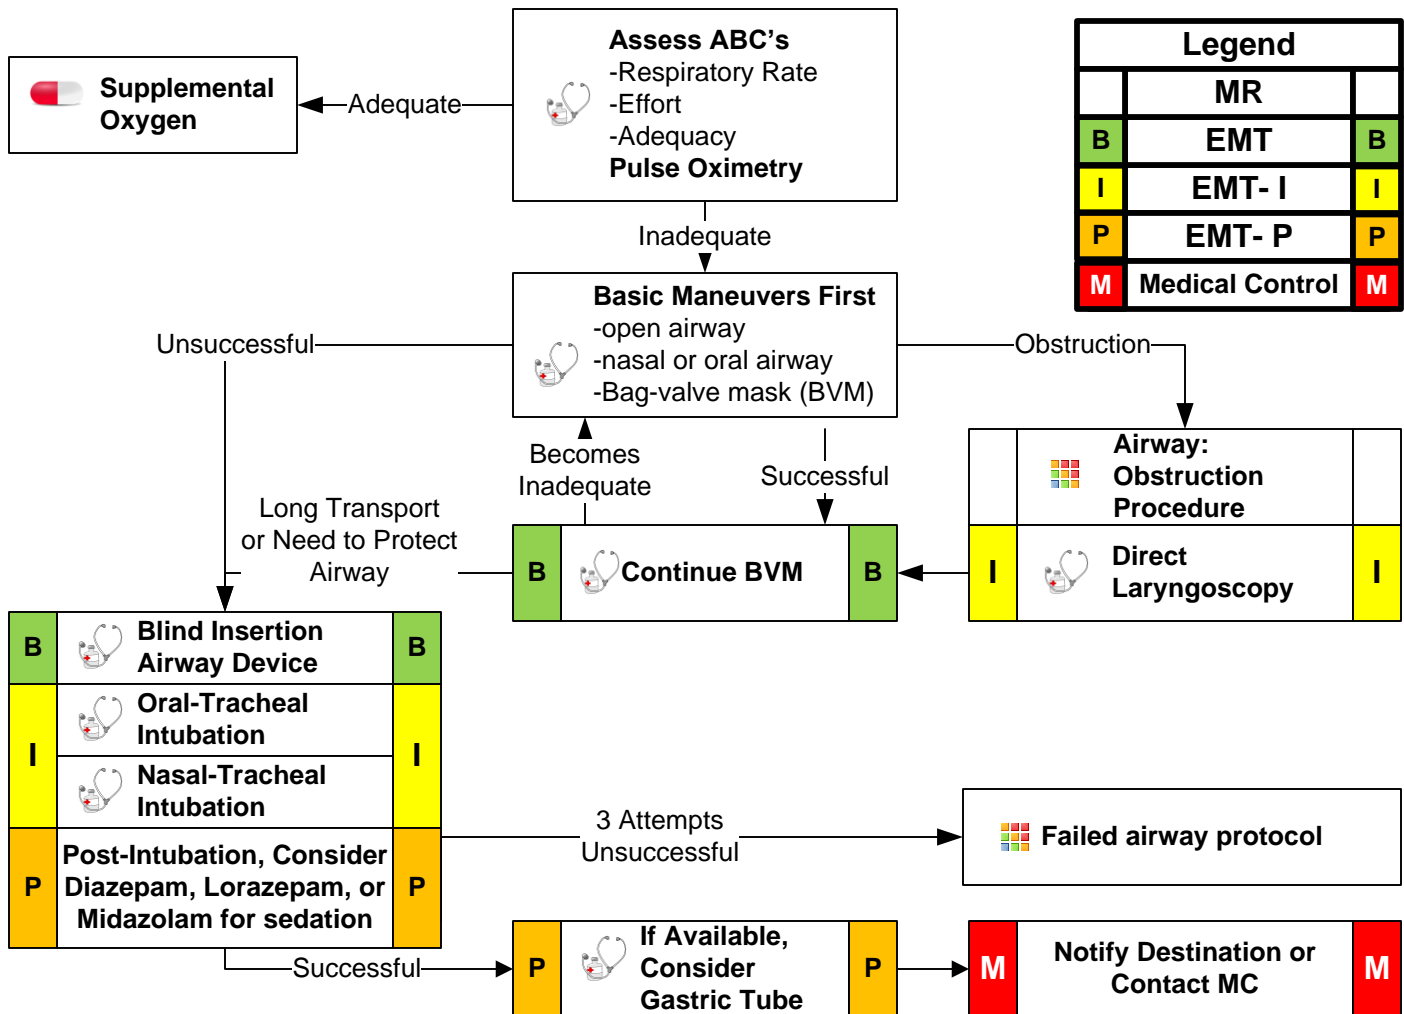 Assess ABC's
-Respiratory Rate
-Effort
-Adequacy
Pulse Oximetry
Supplemental
Oxygen
Adequate
Legend
MR
B EMT B
I EMT- I I
P EMT- P P
M Medical Control M
Inadequate
Basic Maneuvers First
-open airway
-nasal or oral airway
-Bag-valve mask (BVM)
Unsuccessful
Obstruction
Becomes
Inadequate
Successful
Airway:
Obstruction
Procedure
I Direct I
Laryngoscopy
B Continue BVM B
Long Transport
or Need to Protect
Airway
B Blind Insertion B
Airway Device
Oral-Tracheal
Intubation
I I
Nasal-Tracheal
Intubation
Post-Intubation, Consider
P Diazepam, Lorazepam, or P
Midazolam for sedation
3 Attempts
Unsuccessful
Failed airway protocol
Successful
If Available,
P Consider P
Gastric Tube
M Notify Destination or M
Contact MC